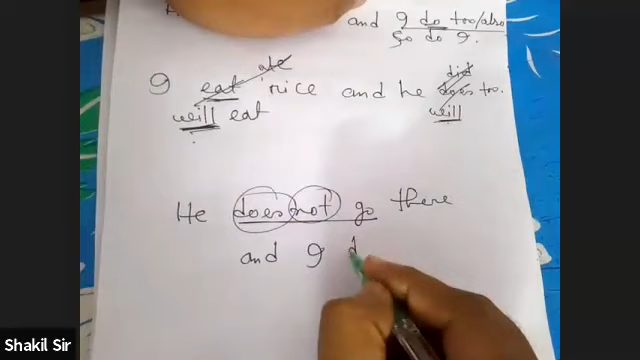 and I do too/also
So do I.
ate
did
I eat rice and he does too.
will eat
will
He does not go there
and I d
Shakil Sir